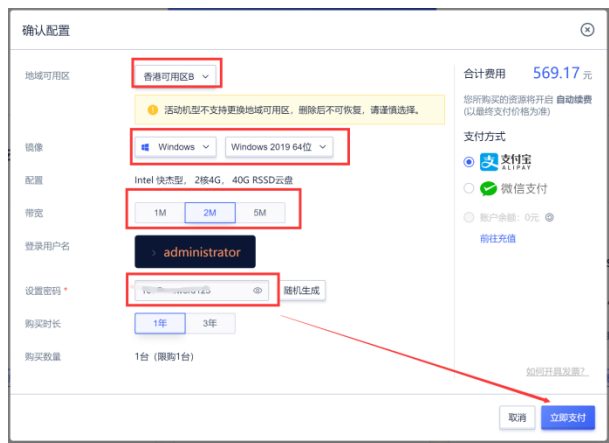 确认配置
地域可用区
香港可用区B
活动机型不支持更换地域可用区，删除后不可恢复，请谨慎选择。
镜像
Windows
Windows 2019 64位
配置
Intel 快杰型， 2核4G， 40G RSSD云盘
带宽
1M 2M 5M
登录用户名
administrator
设置密码 *
随机生成
购买时长
1年 3年
购买数量
1台 (限购1台)
合计费用 569.17 元
您所购买的资源将开启 自动续费
(以最终支付价格为准)
支付方式
支付宝
ALIPAY
微信支付
账户余额：0元
前往充值
如何开具发票？
取消 立即支付